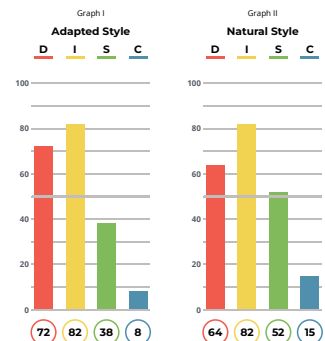 Graph I
Adapted Style
D I S C
100
80
60
40
20
0
72 82 38 8
Graph II
Natural Style
D I S C
100
80
60
40
20
0
64 82 52 15